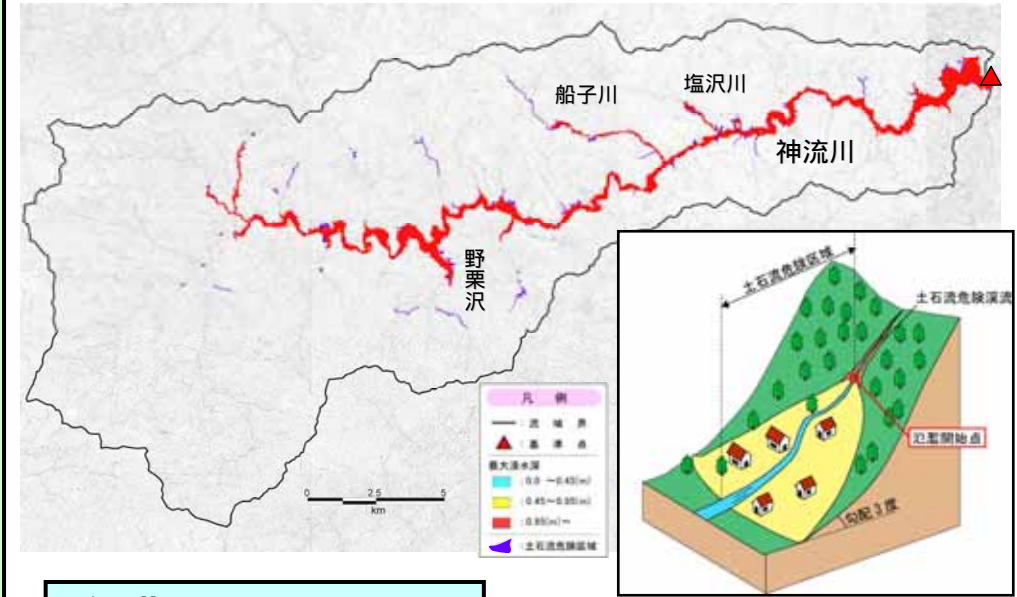 船子川
塩沢川
神流川
野栗沢
0 2.5 5
km
凡 例
：流 域 界
：基 準 点
最大浸水深
：0.0 ～0.45(m)
：0.45～0.95(m)
：0.95(m)～
：土石流危険区域
土石流危険区域
土石流危険渓流
氾濫開始点
勾配3度